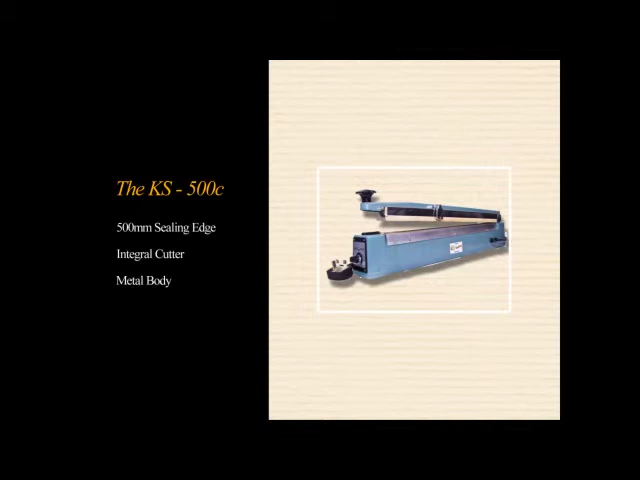 The KS - 500c
500mm Sealing Edge
Integral Cutter
Metal Body